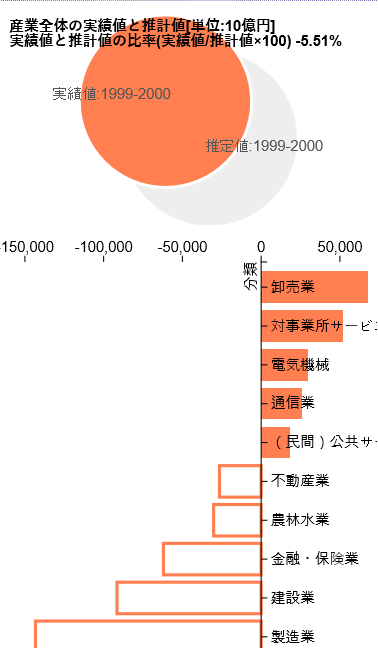 産業全体の実績値と推計値[単位:10億円]
実績値と推計値の比率(実績値/推計値×100) -5.51%
実績値:1999-2000
推定値:1999-2000
-150,000 -100,000 -50,000 0 50,000
分類
卸売業
対事業所サービ
電気機械
通信業
（民間）公共サ
不動産業
農林水業
金融・保険業
建設業
製造業